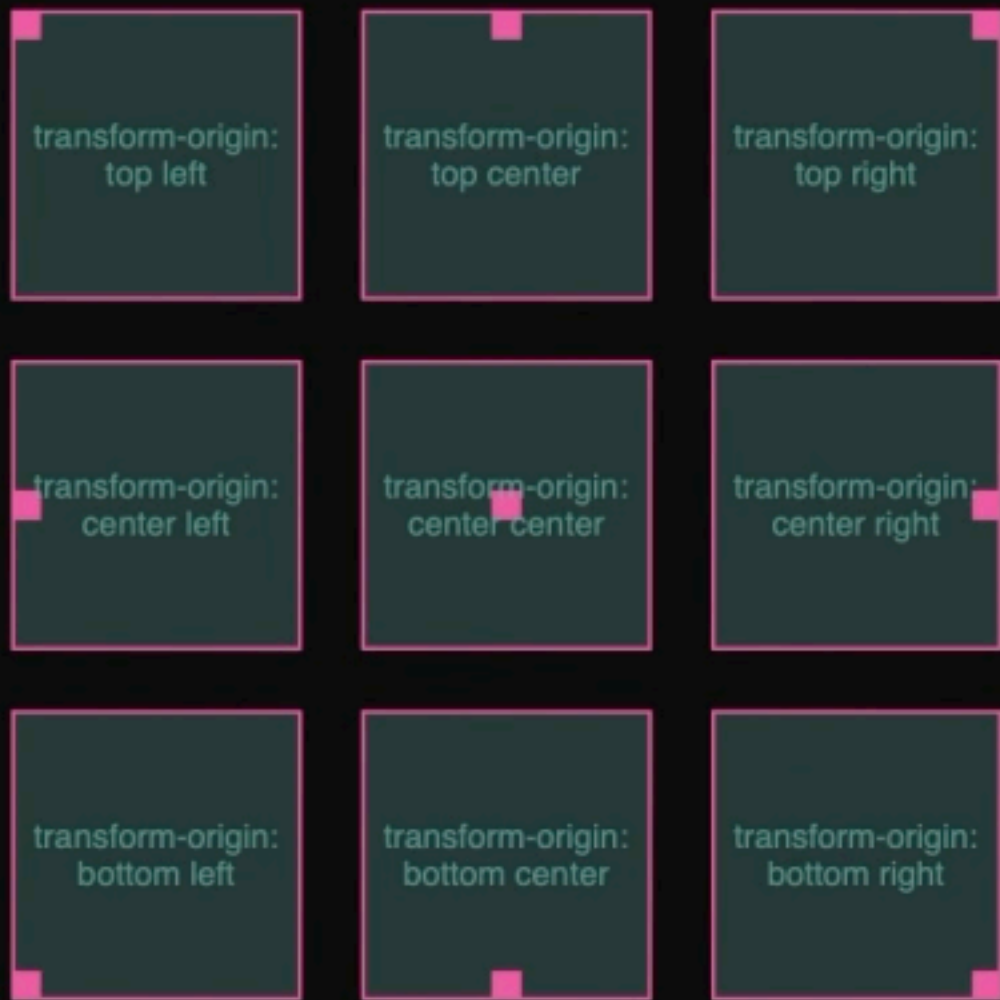 transform-origin:
top left
transform-origin:
top center
transform-origin:
top right
transform-origin:
center left
transform-origin:
center center
transform-origin:
center right
transform-origin:
bottom left
transform-origin:
bottom center
transform-origin:
bottom right